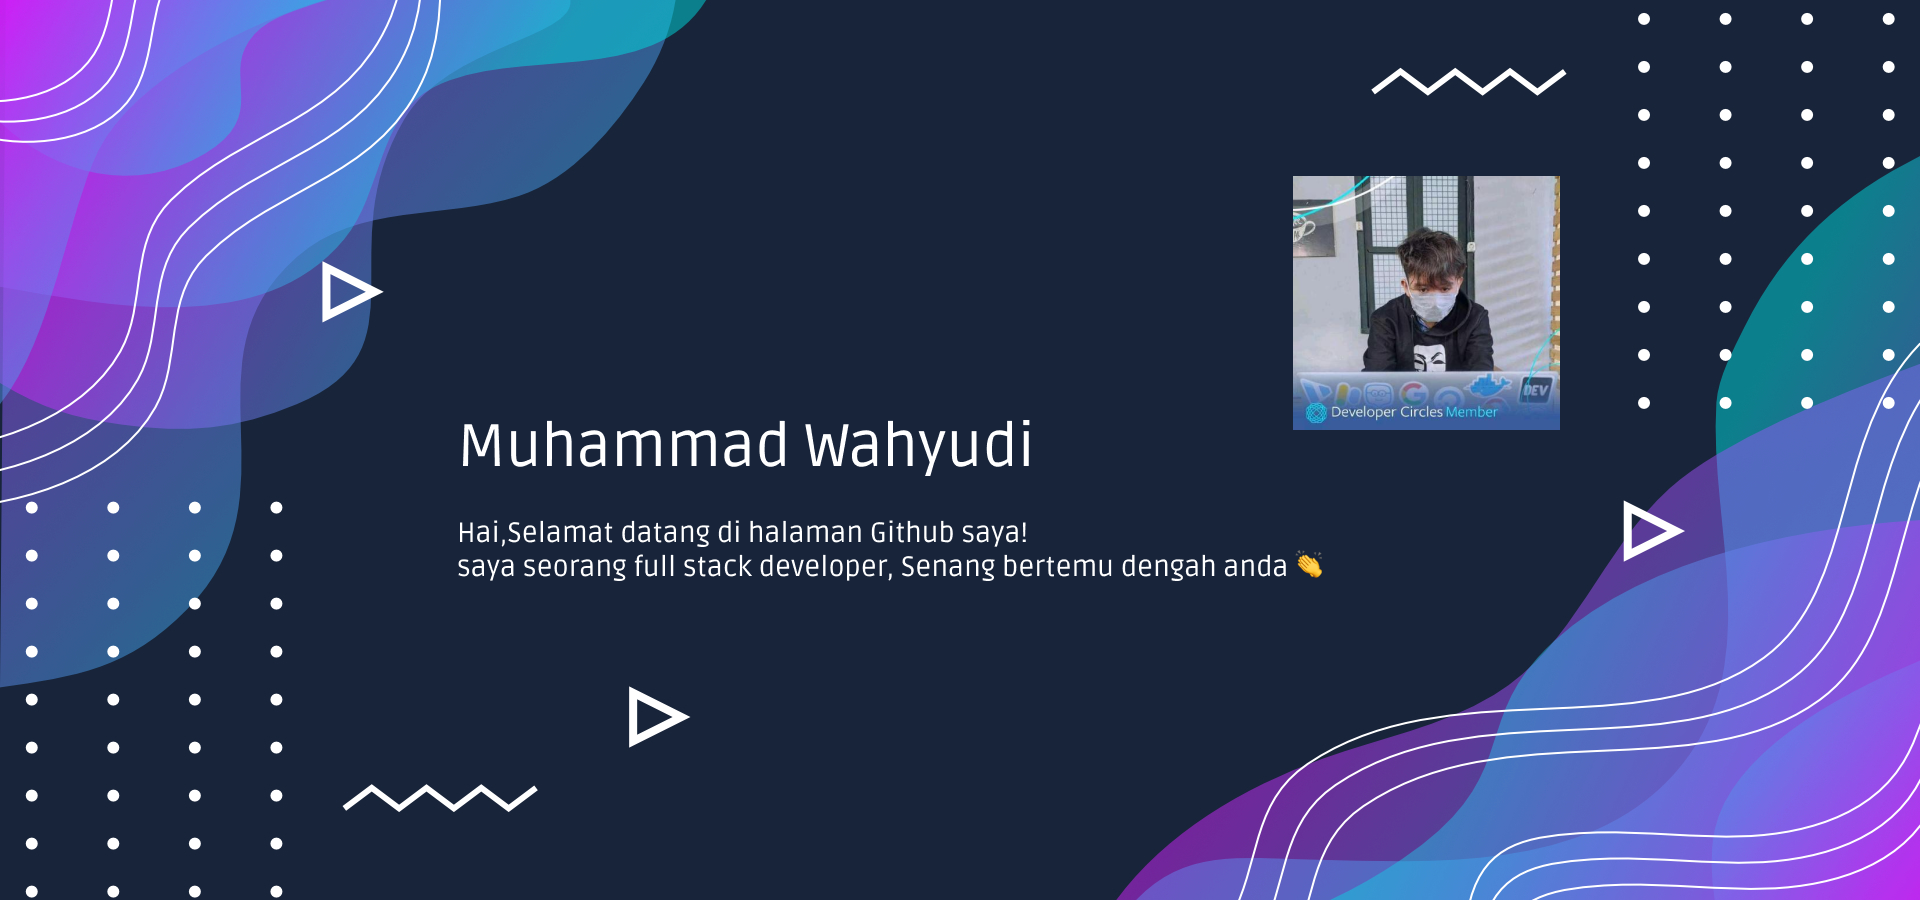 DEV
Developer Circles Member
Muhammad Wahyudi
Hai,Selamat datang di halaman Github saya!
saya seorang full stack developer, Senang bertemu dengah anda 👏